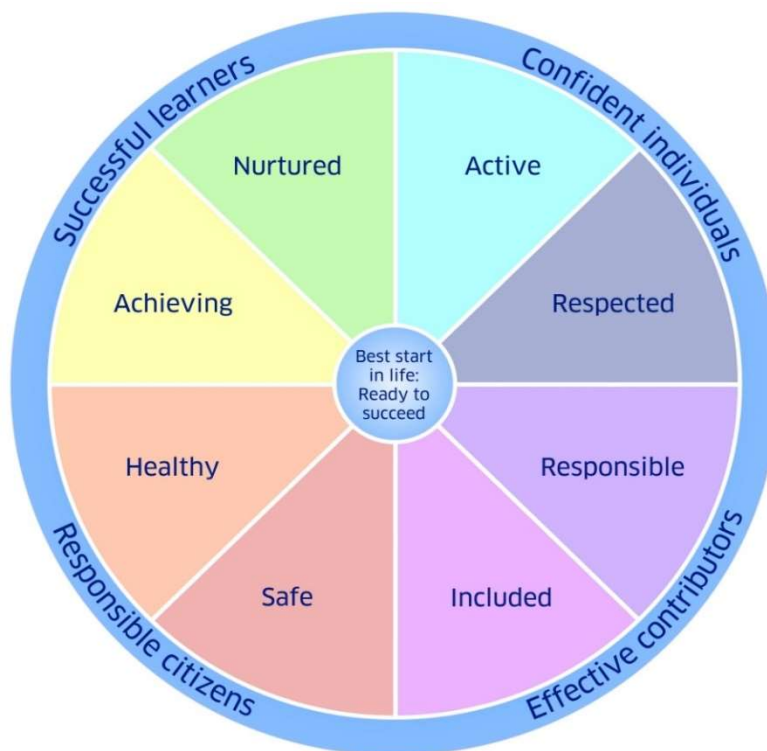 Successful learners
Confident individuals
Nurtured
Active
Achieving
Respected
Best start
in life:
Ready to
succeed
Healthy
Responsible
Safe
Included
Responsible citizens
Effective contributors